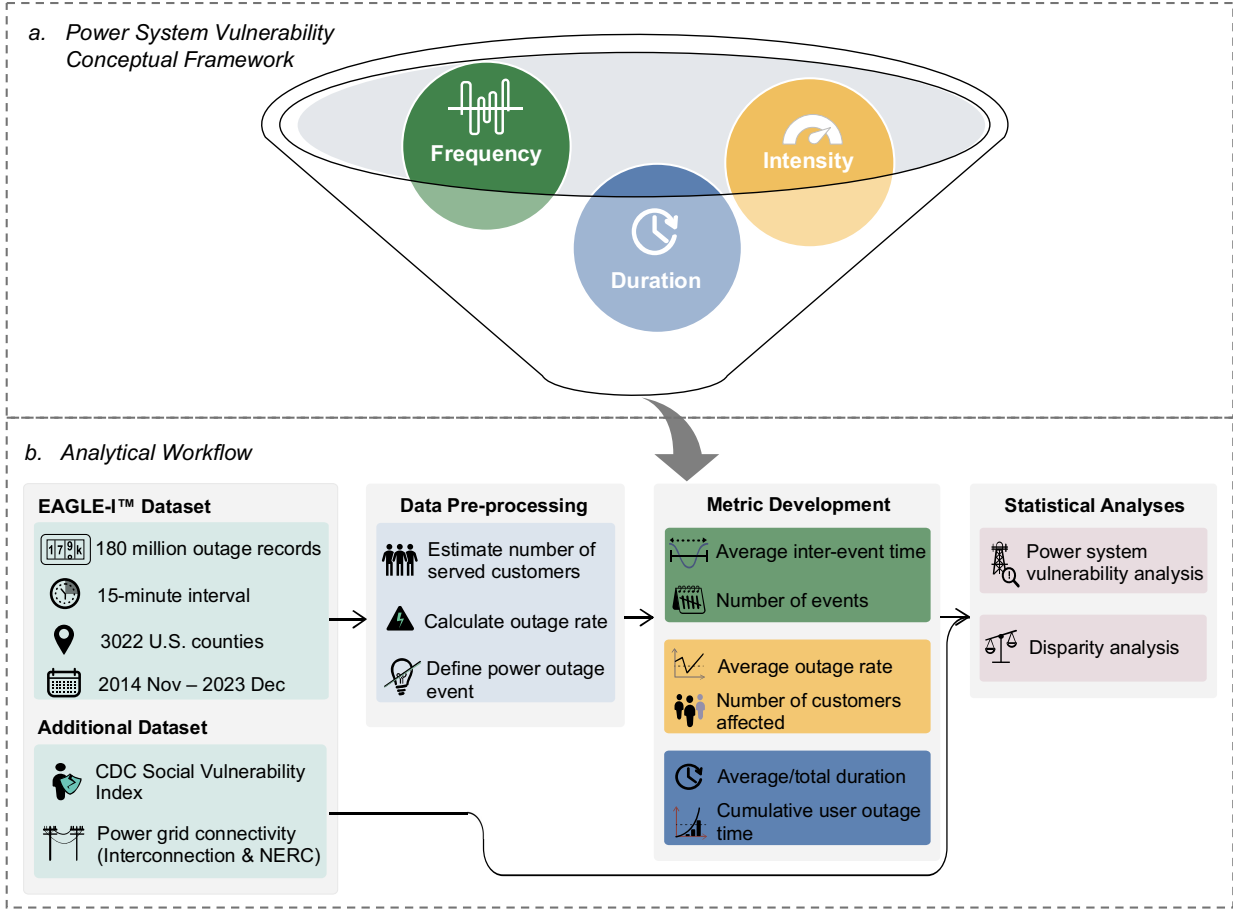 a. Power System Vulnerability
Conceptual Framework
Frequency
Intensity
Duration
b. Analytical Workflow
EAGLE-I™ Dataset
180 million outage records
15-minute interval
3022 U.S. counties
2014 Nov – 2023 Dec
Additional Dataset
CDC Social Vulnerability
Index
Power grid connectivity
(Interconnection & NERC)
Data Pre-processing
Estimate number of
served customers
Calculate outage rate
Define power outage
event
Metric Development
Average inter-event time
Number of events
Average outage rate
Number of customers
affected
Average/total duration
Cumulative user outage
time
Statistical Analyses
Power system
vulnerability analysis
Disparity analysis